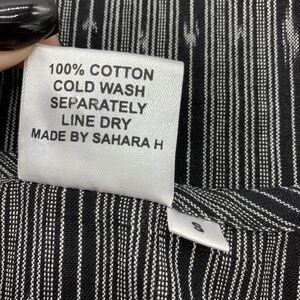 100% COTTON
COLD WASH
SEPARATELY
LINE DRY
MADE BY SAHARA H
S